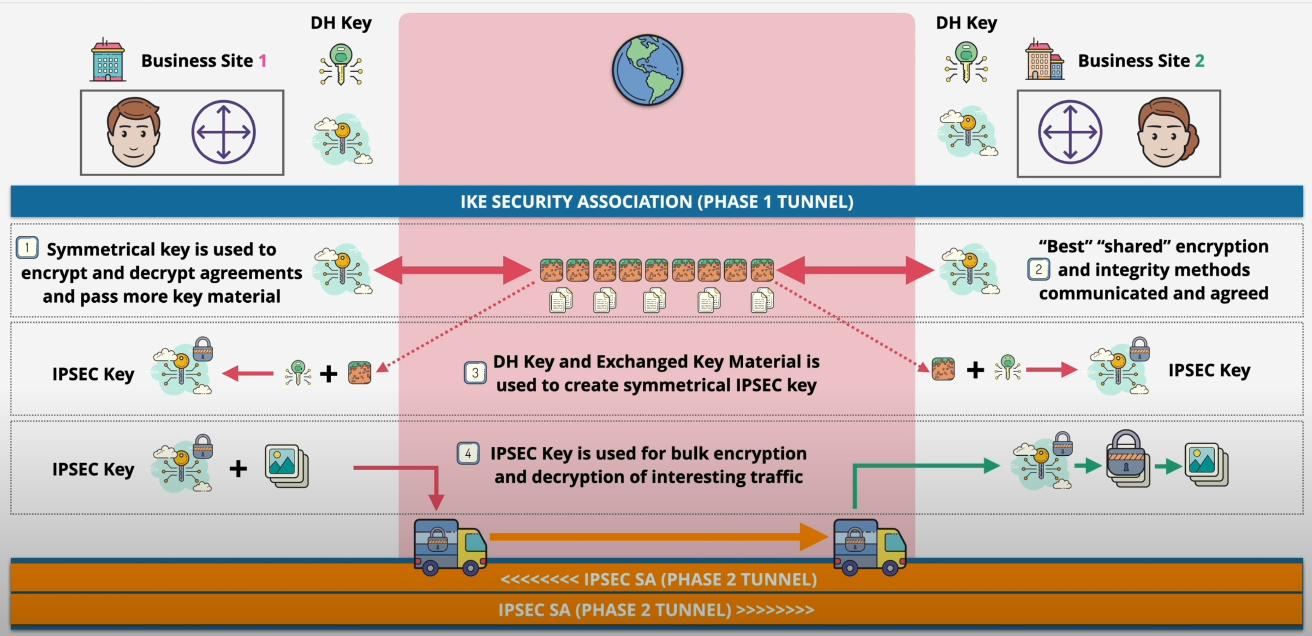 DH Key
DH Key
Business Site 1
Business Site 2
IKE SECURITY ASSOCIATION (PHASE 1 TUNNEL)
1
Symmetrical key is used to
encrypt and decrypt agreements
and pass more key material
“Best” “shared” encryption
2
and integrity methods
communicated and agreed
IPSEC Key
+
3
DH Key and Exchanged Key Material is
used to create symmetrical IPSEC key
+
IPSEC Key
IPSEC Key
+
4
IPSEC Key is used for bulk encryption
and decryption of interesting traffic
<<<<<<<< IPSEC SA (PHASE 2 TUNNEL)
IPSEC SA (PHASE 2 TUNNEL) >>>>>>>>